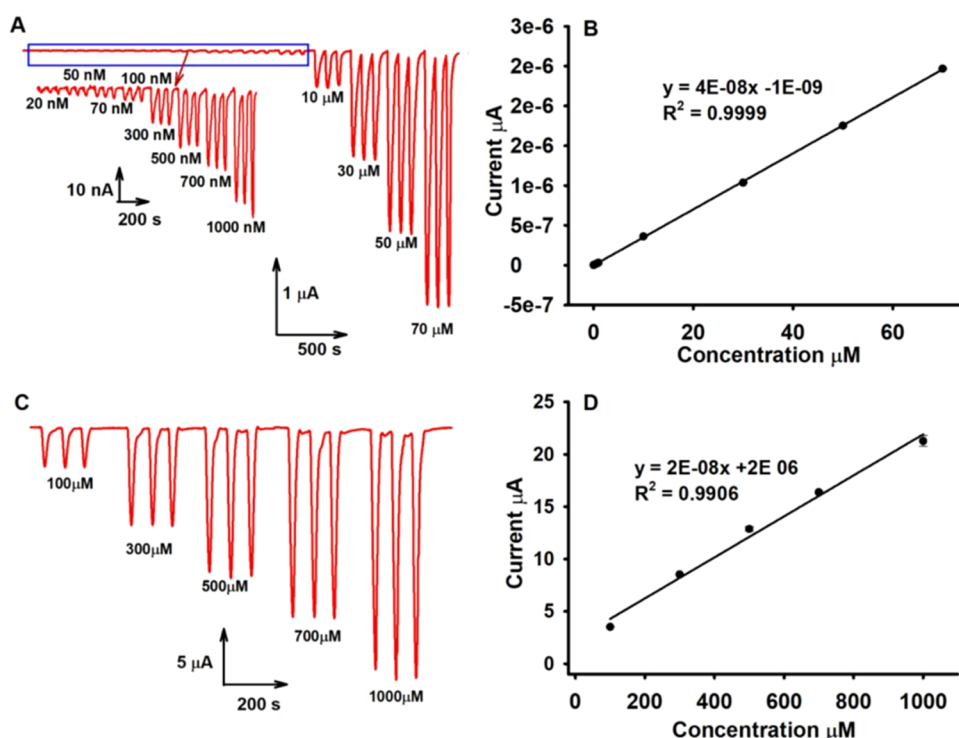 A
50 nM 100 nM
20 nM 70 nM
300 nM
500 nM
700 nM
1000 nM
10 nA
200 s
10 μM
30 μM
50 μM
70 μM
1 μA
500 s
B
y = 4E-08x -1E-09
R² = 0.9999
3e-6
2e-6
2e-6
2e-6
1e-6
5e-7
0
-5e-7
Current μA
0 20 40 60
Concentration μM
C
100μM
300μM
500μM
700μM
1000μM
5 μA
200 s
D
y = 2E-08x +2E 06
R² = 0.9906
25
20
15
10
5
0
Current μA
0 200 400 600 800 1000
Concentration μM